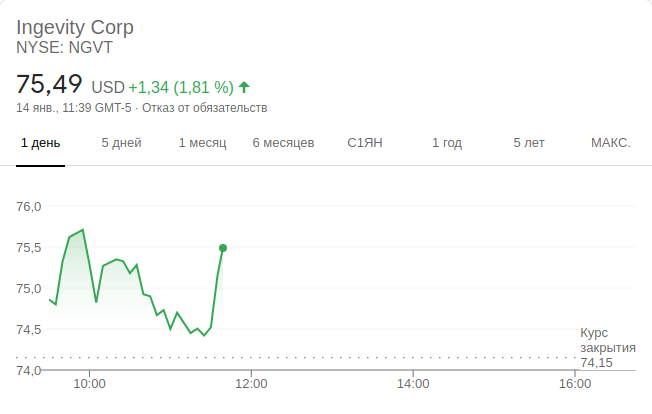 Ingevity Corp
NYSE: NGVT
75,49 USD +1,34 (1,81 %)
14 янв., 11:39 GMT-5 · Отказ от обязательств
1 день 5 дней 1 месяц 6 месяцев С1ЯН 1 год 5 лет МАКС.
76,0
75,5
75,0
74,5
74,0
Курс
закрытия
74,15
10:00 12:00 14:00 16:00